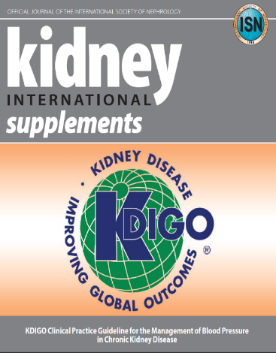 OFFICIAL JOURNAL OF THE INTERNATIONAL SOCIETY OF NEPHROLOGY
ISN
kidney
INTERNATIONAL
supplements
KIDNEY DISEASE
KDIGO
®
IMPROVING GLOBAL OUTCOMES
KDIGO Clinical Practice Guideline for the Management of Blood Pressure
in Chronic Kidney Disease